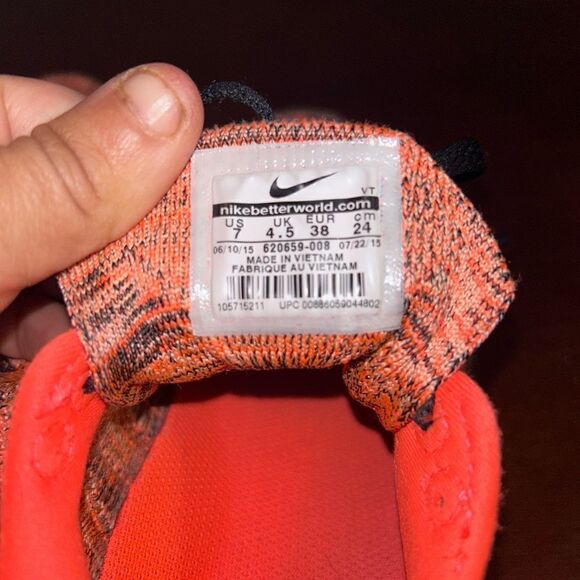 VT
nikebetterworld.com
US UK EUR cm
7 4.5 38 24
06/10/15 620659-008 07/22/15
MADE IN VIETNAM
FABRIQUE AU VIETNAM
105715211 UPC 00886059044802